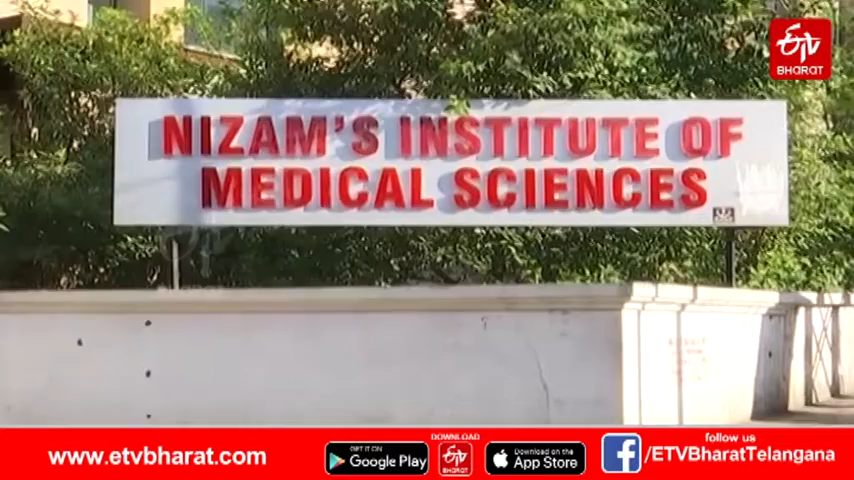 ETV
BHARAT
NIZAM'S INSTITUTE OF
MEDICAL SCIENCES
www.etvbharat.com
GET IT ON
Google Play
DOWNLOAD
ETV
BHARAT
Download on the
App Store
follow us
/ETVBharatTelangana